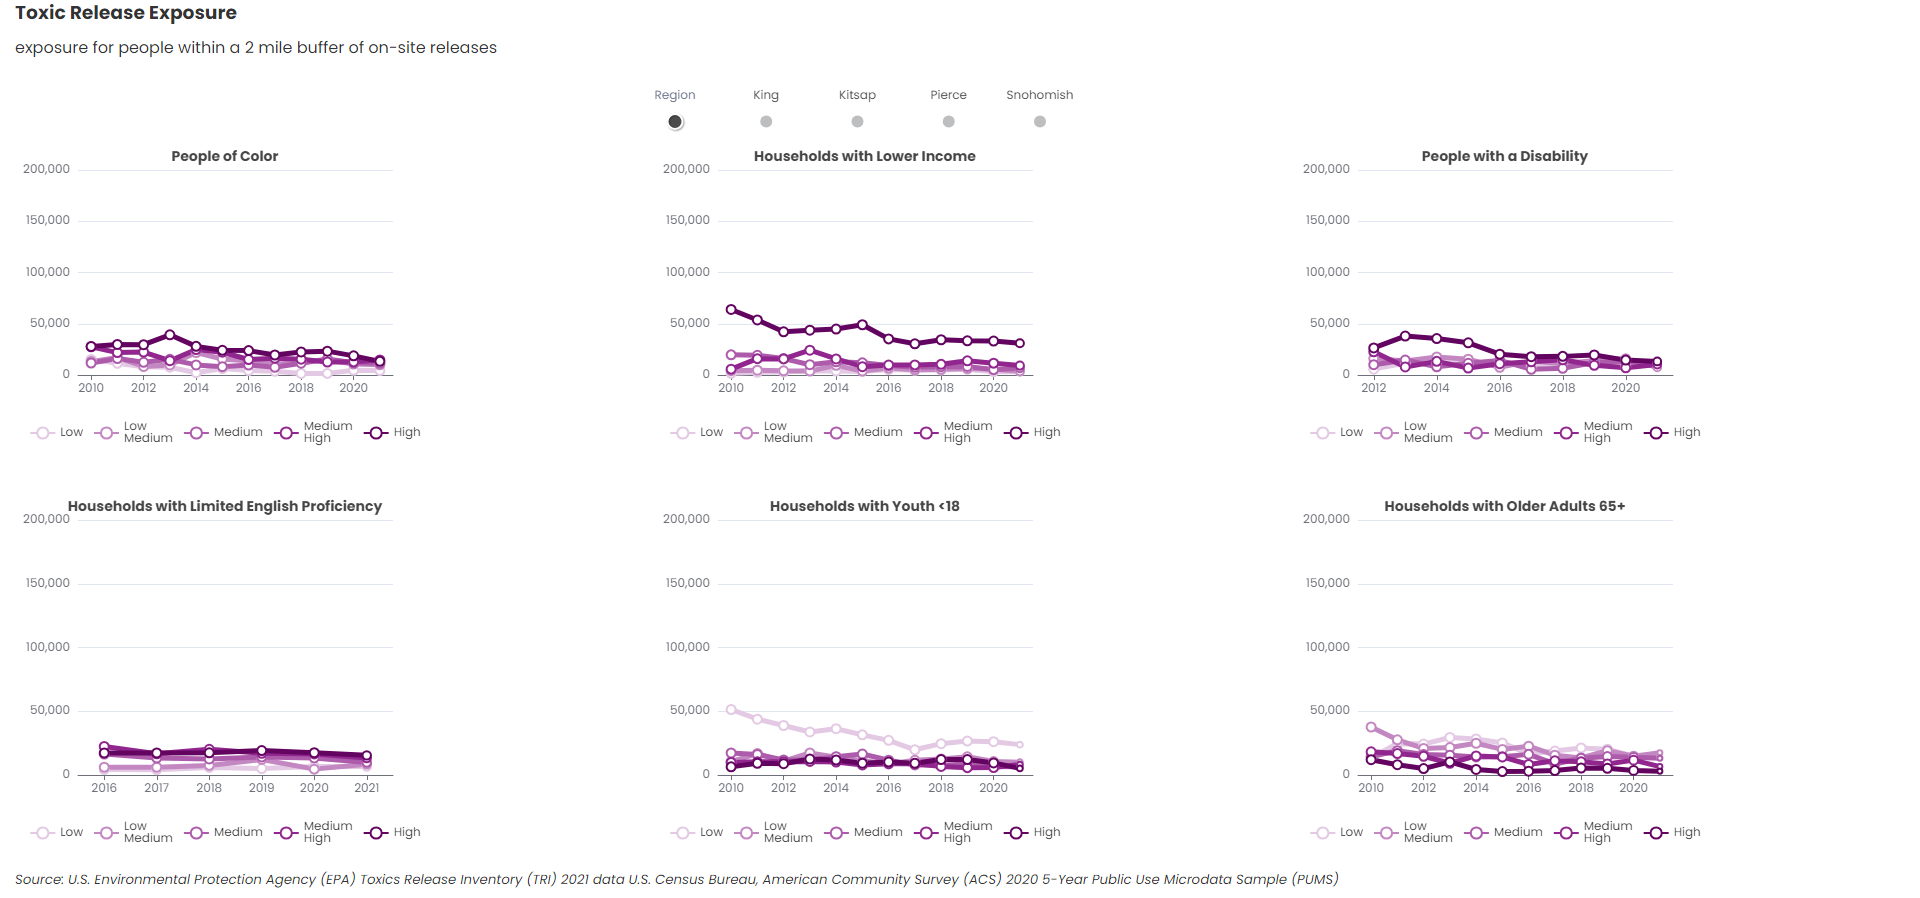 Toxic Release Exposure
exposure for people within a 2 mile buffer of on-site releases
Region King Kitsap Pierce Snohomish
People of Color
200,000
150,000
100,000
50,000
0
2010 2012 2014 2016 2018 2020
Low Low Medium Medium Medium High High
Households with Lower Income
200,000
150,000
100,000
50,000
0
2010 2012 2014 2016 2018 2020
Low Low Medium Medium Medium High High
People with a Disability
200,000
150,000
100,000
50,000
0
2012 2014 2016 2018 2020
Low Low Medium Medium Medium High High
Households with Limited English Proficiency
200,000
150,000
100,000
50,000
0
2016 2017 2018 2019 2020 2021
Low Low Medium Medium Medium High High
Households with Youth <18
200,000
150,000
100,000
50,000
0
2010 2012 2014 2016 2018 2020
Low Low Medium Medium Medium High High
Households with Older Adults 65+
200,000
150,000
100,000
50,000
0
2010 2012 2014 2016 2018 2020
Low Low Medium Medium Medium High High
Source: U.S. Environmental Protection Agency (EPA) Toxics Release Inventory (TRI) 2021 data U.S. Census Bureau, American Community Survey (ACS) 2020 5-Year Public Use Microdata Sample (PUMS)